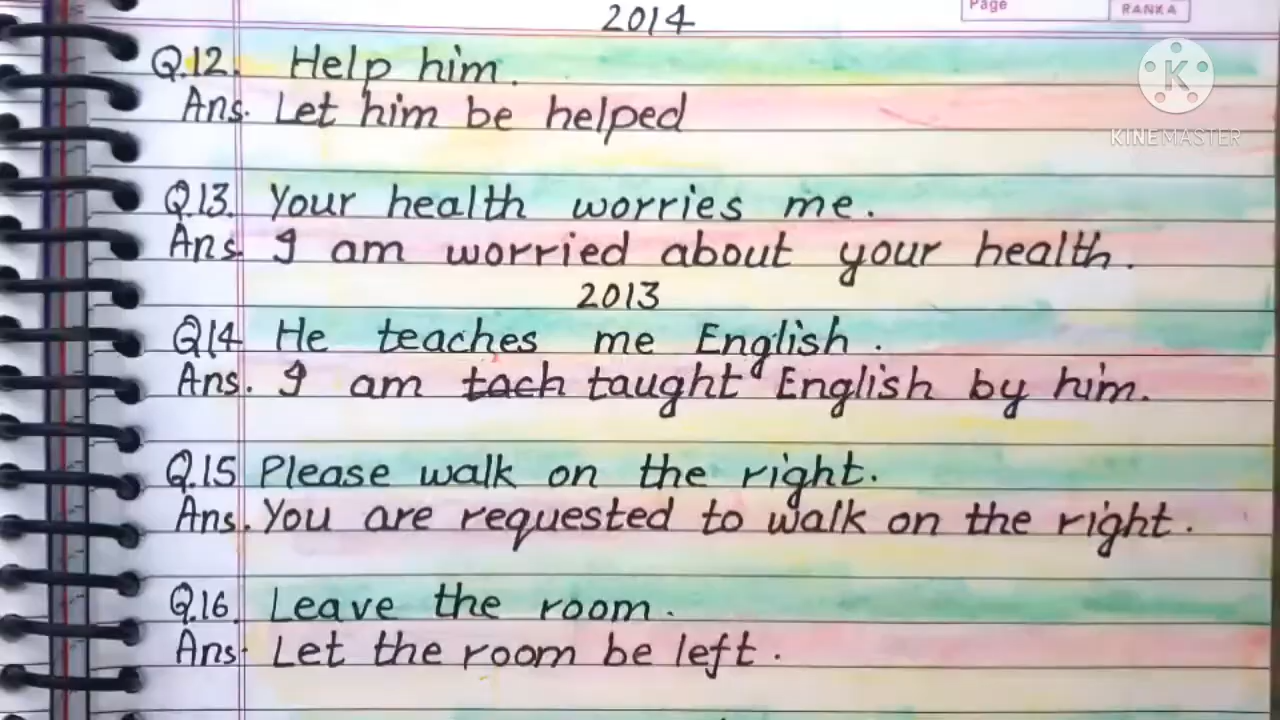 Page
RANKA
2014
Q.12. Help him.
Ans. Let him be helped
K
KINEMASTER
Q.13. Your health worries me.
Ans. I am worried about your health.
2013
Q14 He teaches me English.
Ans. I am tach taught English by him.
Q.15 Please walk on the right.
Ans. You are requested to walk on the right.
Q.16. Leave the room.
Ans. Let the room be left.